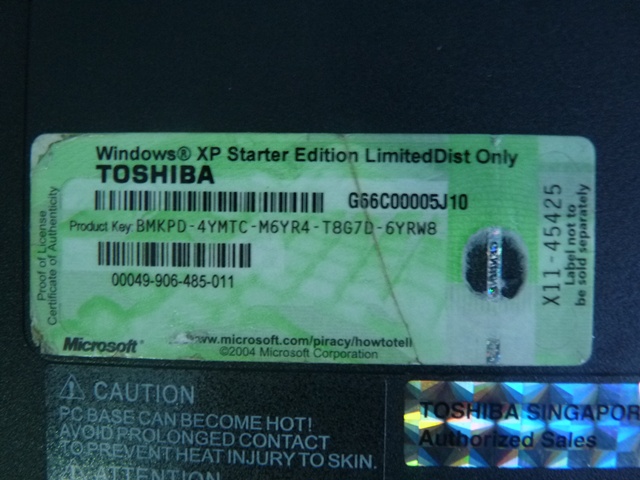 Windows® XP Starter Edition LimitedDist Only
TOSHIBA
G66C00005J10
Product Key: BMKPD-4YMTC-M6YR4-T8G7D-6YRW8
00049-906-485-011
Proof of License
Certificate of Authenticity
X11-45425
Label not to
be sold separately
Microsoft®
www.microsoft.com/piracy/howtotell
©2004 Microsoft Corporation
CAUTION
PC BASE CAN BECOME HOT!
AVOID PROLONGED CONTACT
TO PREVENT HEAT INJURY TO SKIN.
ATTENTION
TOSHIBA SINGAPOR
Authorized Sales